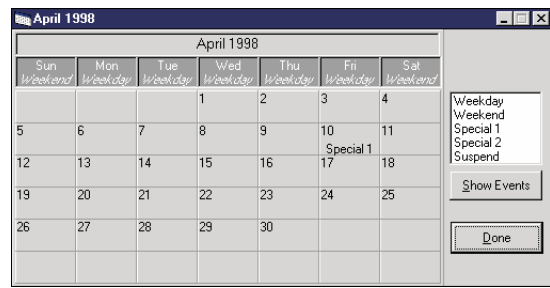 April 1998
April 1998
Sun Mon Tue Wed Thu Fri Sat
Weekend Weekday Weekday Weekday Weekday Weekday Weekend
1 2 3 4
5 6 7 8 9 10 11
Special 1
12 13 14 15 16 17 18
19 20 21 22 23 24 25
26 27 28 29 30
Weekday
Weekend
Special 1
Special 2
Suspend
Show Events
Done